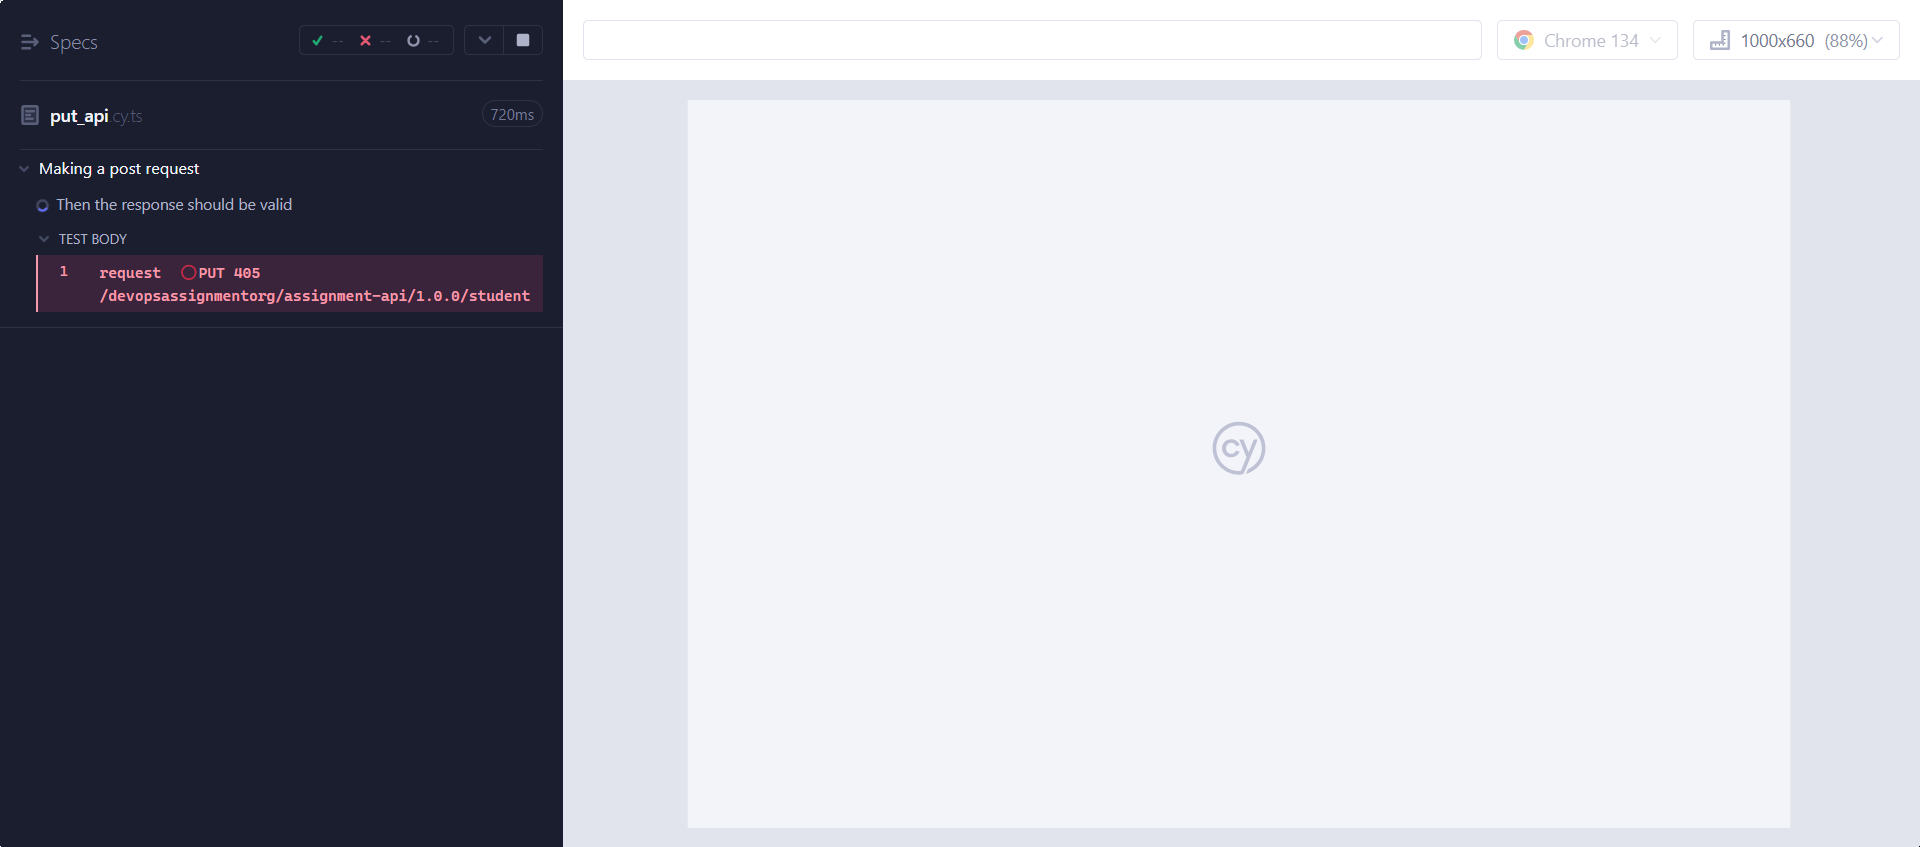 Specs
-- -- --
put_api cy.ts
720ms
Making a post request
Then the response should be valid
TEST BODY
1 request PUT 405
/devopsassignmentorg/assignment-api/1.0.0/student
Chrome 134
1000x660 (88%)
cy